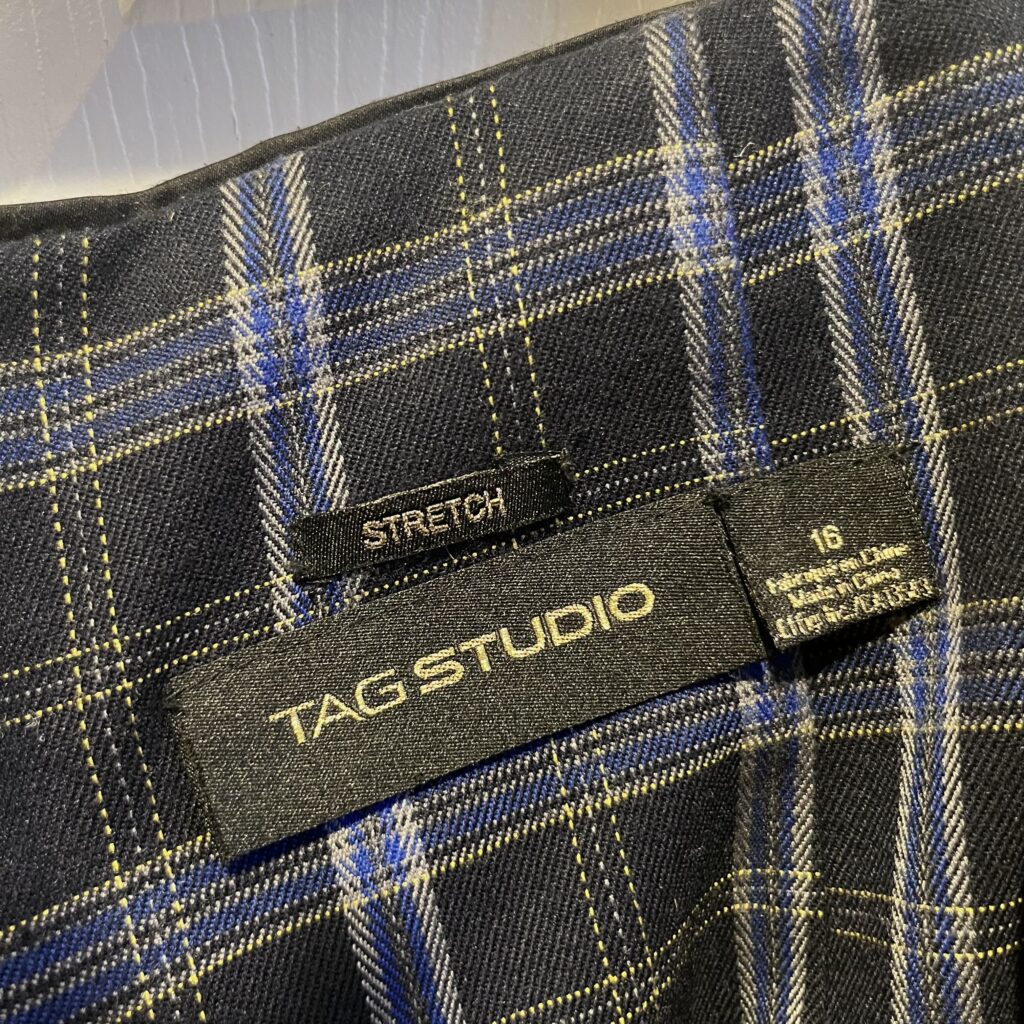 STRETCH
TAG STUDIO
16
Made in China